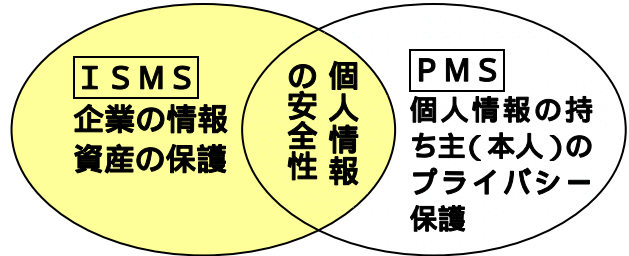 ＩＳＭＳ
企業の情報
資産の保護
個人情報
の安全性
ＰＭＳ
個人情報の持
ち主(本人)の
プライバシー
保護